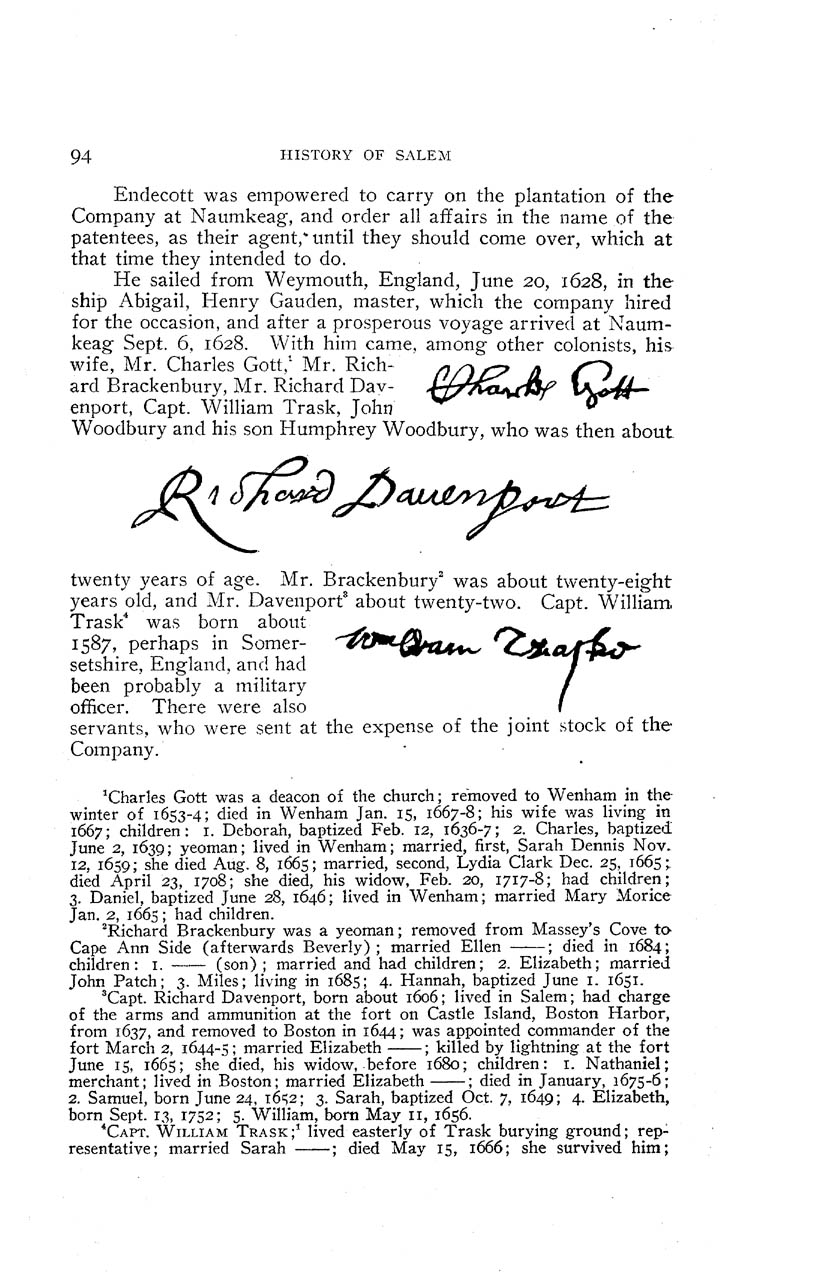 94 HISTORY OF SALEM
Endecott was empowered to carry on the plantation of the
Company at Naumkeag, and order all affairs in the name of the
patentees, as their agent, until they should come over, which at
that time they intended to do.
He sailed from Weymouth, England, June 20, 1628, in the
ship Abigail, Henry Gauden, master, which the company hired
for the occasion, and after a prosperous voyage arrived at Naum-
keag Sept. 6, 1628. With him came, among other colonists, his
wife, Mr. Charles Gott,¹ Mr. Rich-
ard Brackenbury, Mr. Richard Dav-
enport, Capt. William Trask, John
Charles Gott
Woodbury and his son Humphrey Woodbury, who was then about
Richard Davenport
twenty years of age. Mr. Brackenbury² was about twenty-eight
years old, and Mr. Davenport³ about twenty-two. Capt. William
Trask⁴ was born about
1587, perhaps in Somer-
setshire, England, and had
been probably a military
officer. There were also
William Traske
servants, who were sent at the expense of the joint stock of the
Company.
¹Charles Gott was a deacon of the church; removed to Wenham in the
winter of 1653-4; died in Wenham Jan. 15, 1667-8; his wife was living in
1667; children: 1. Deborah, baptized Feb. 12, 1636-7; 2. Charles, baptized
June 2, 1639; yeoman; lived in Wenham; married, first, Sarah Dennis Nov.
12, 1659; she died Aug. 8, 1665; married, second, Lydia Clark Dec. 25, 1665;
died April 23, 1708; she died, his widow, Feb. 20, 1717-8; had children;
3. Daniel, baptized June 28, 1646; lived in Wenham; married Mary Morice
Jan. 2, 1665; had children.
²Richard Brackenbury was a yeoman; removed from Massey's Cove to
Cape Ann Side (afterwards Beverly); married Ellen ——; died in 1684;
children: 1. —— (son); married and had children; 2. Elizabeth; married
John Patch; 3. Miles; living in 1685; 4. Hannah, baptized June 1. 1651.
³Capt. Richard Davenport, born about 1606; lived in Salem; had charge
of the arms and ammunition at the fort on Castle Island, Boston Harbor,
from 1637, and removed to Boston in 1644; was appointed commander of the
fort March 2, 1644-5; married Elizabeth ——; killed by lightning at the fort
June 15, 1665; she died, his widow, before 1680; children: 1. Nathaniel;
merchant; lived in Boston; married Elizabeth ——; died in January, 1675-6;
2. Samuel, born June 24, 1652; 3. Sarah, baptized Oct. 7, 1649; 4. Elizabeth,
born Sept. 13, 1752; 5. William, born May 11, 1656.
⁴CAPT. WILLIAM TRASK;¹ lived easterly of Trask burying ground; rep-
resentative; married Sarah ——; died May 15, 1666; she survived him;